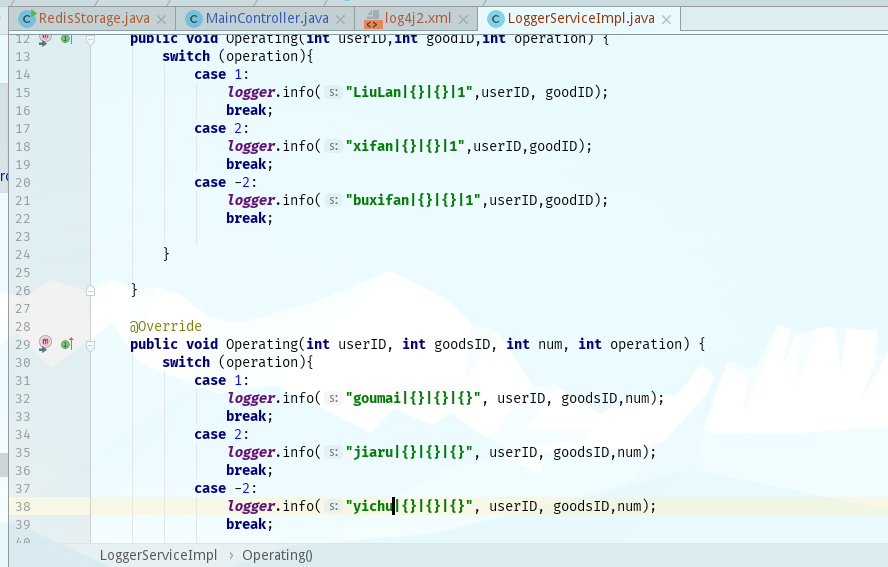 RedisStorage.java × MainController.java × log4j2.xml × LoggerServiceImpl.java ×
12 public void Operating(int userID,int goodID,int operation) {
13 switch (operation){
14 case 1:
15 logger.info( s: "LiuLan|{}|{}|1",userID, goodID);
16 break;
17 case 2:
18 logger.info( s: "xifan|{}|{}|1",userID,goodID);
19 break;
20 case -2:
21 logger.info( s: "buxifan|{}|{}|1",userID,goodID);
22 break;
23
24 }
25
26 }
27
28 @Override
29 public void Operating(int userID, int goodsID, int num, int operation) {
30 switch (operation){
31 case 1:
32 logger.info( s: "goumai|{}|{}|{}", userID, goodsID,num);
33 break;
34 case 2:
35 logger.info( s: "jiaru|{}|{}|{}", userID, goodsID,num);
36 break;
37 case -2:
38 logger.info( s: "yichu|{}|{}|{}", userID, goodsID,num);
39 break;
40
LoggerServiceImpl › Operating()